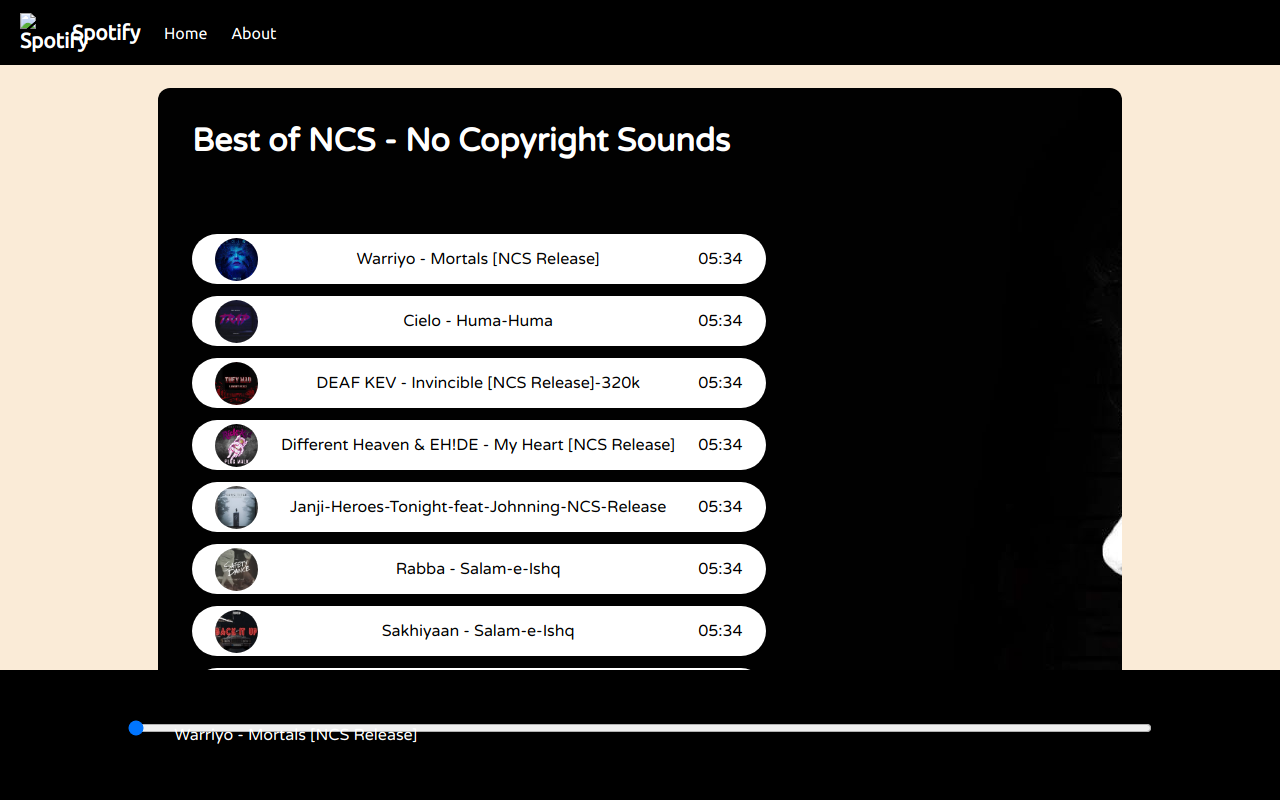 Spotify
Spotify
Home
About
Best of NCS - No Copyright Sounds
Warriyo - Mortals [NCS Release]
05:34
Cielo - Huma-Huma
05:34
DEAF KEV - Invincible [NCS Release]-320k
05:34
Different Heaven & EH!DE - My Heart [NCS Release]
05:34
Janji-Heroes-Tonight-feat-Johnning-NCS-Release
05:34
Rabba - Salam-e-Ishq
05:34
Sakhiyaan - Salam-e-Ishq
BACK IT UP
05:34
Warriyo - Mortals [NCS Release]